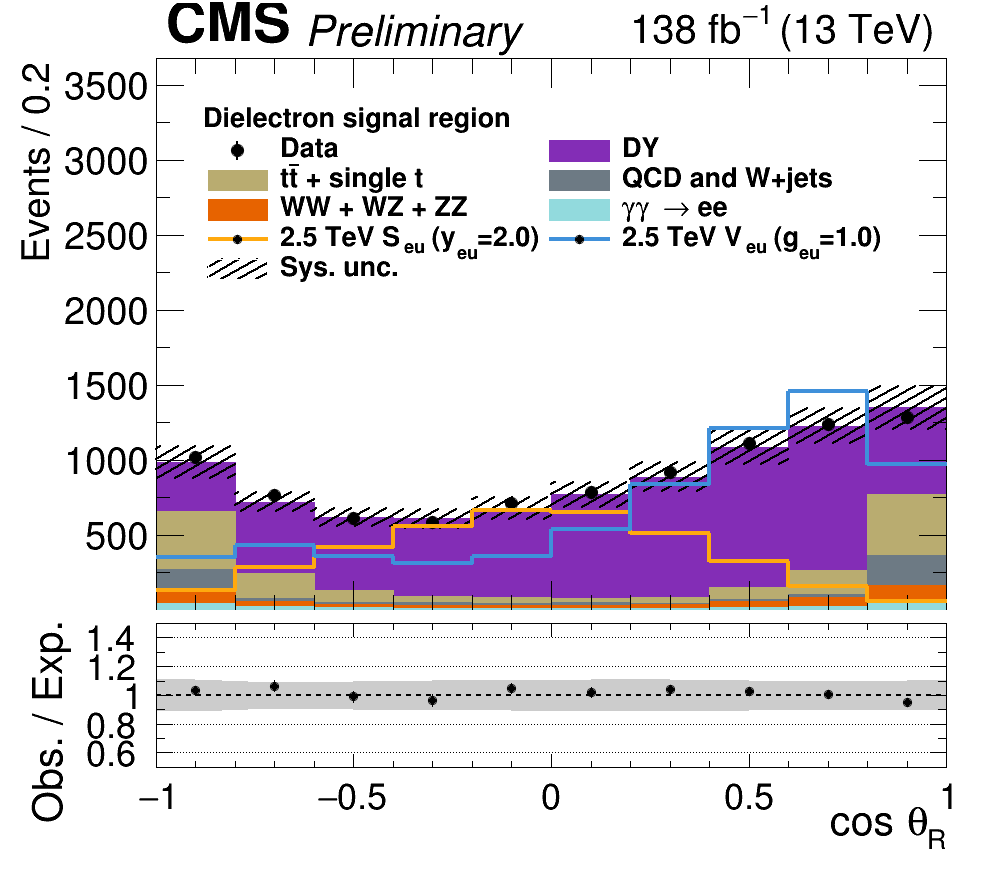 CMS Preliminary 138 fb⁻¹ (13 TeV)
Events / 0.2
3500
3000
2500
2000
1500
1000
500
Dielectron signal region
Data DY
tt̄ + single t QCD and W+jets
WW + WZ + ZZ γγ → ee
2.5 TeV S_eu (y_eu=2.0) 2.5 TeV V_eu (g_eu=1.0)
Sys. unc.
Obs. / Exp.
1.4
1.2
1
0.8
0.6
−1 −0.5 0 0.5 1
cos θ_R